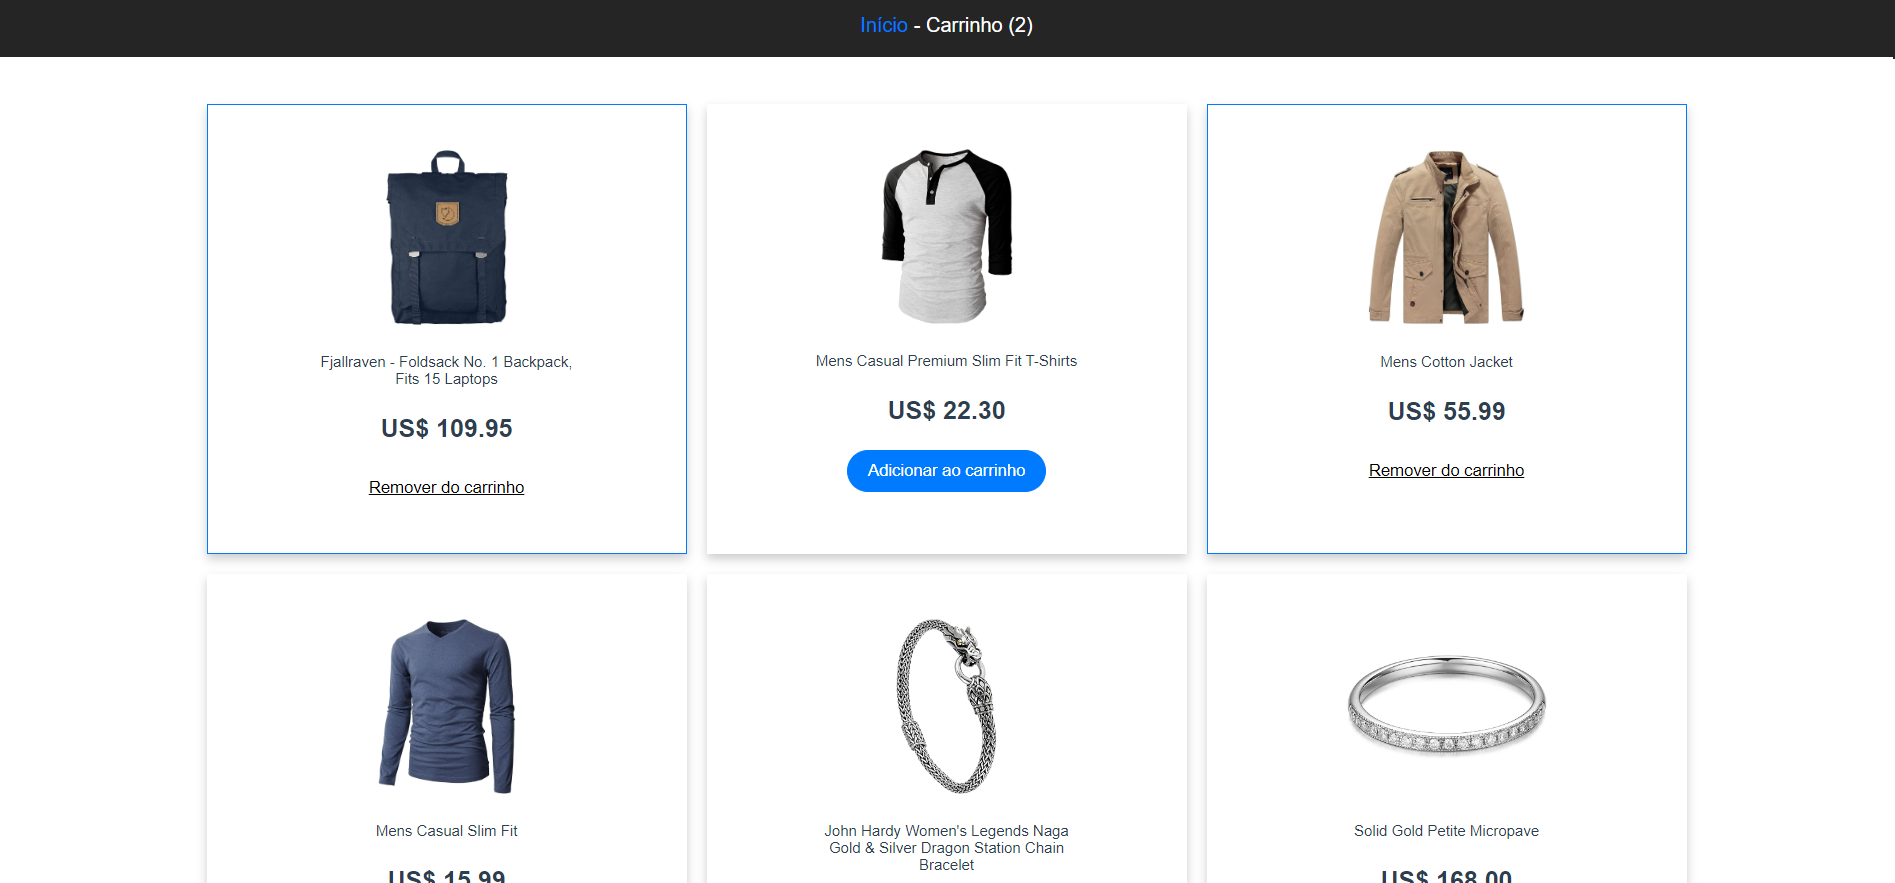 Início - Carrinho (2)
Fjallraven - Foldsack No. 1 Backpack,
Fits 15 Laptops
US$ 109.95
Remover do carrinho
Mens Casual Premium Slim Fit T-Shirts
US$ 22.30
Adicionar ao carrinho
Mens Cotton Jacket
US$ 55.99
Remover do carrinho
Mens Casual Slim Fit
US$ 15.99
John Hardy Women's Legends Naga
Gold & Silver Dragon Station Chain
Bracelet
Solid Gold Petite Micropave
US$ 168.00